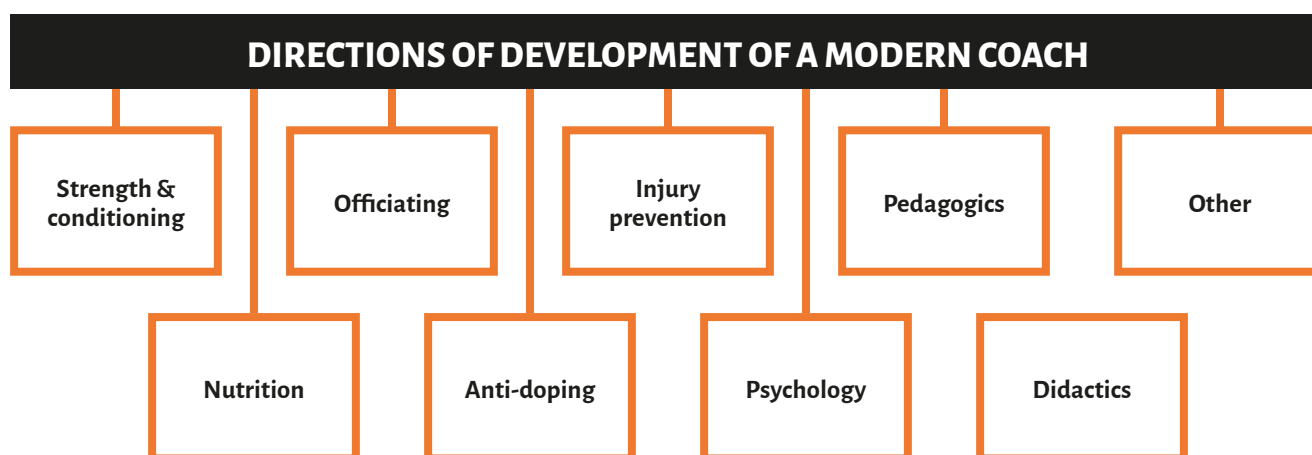 DIRECTIONS OF DEVELOPMENT OF A MODERN COACH
Strength &
conditioning
Officiating
Injury
prevention
Pedagogics
Other
Nutrition
Anti-doping
Psychology
Didactics